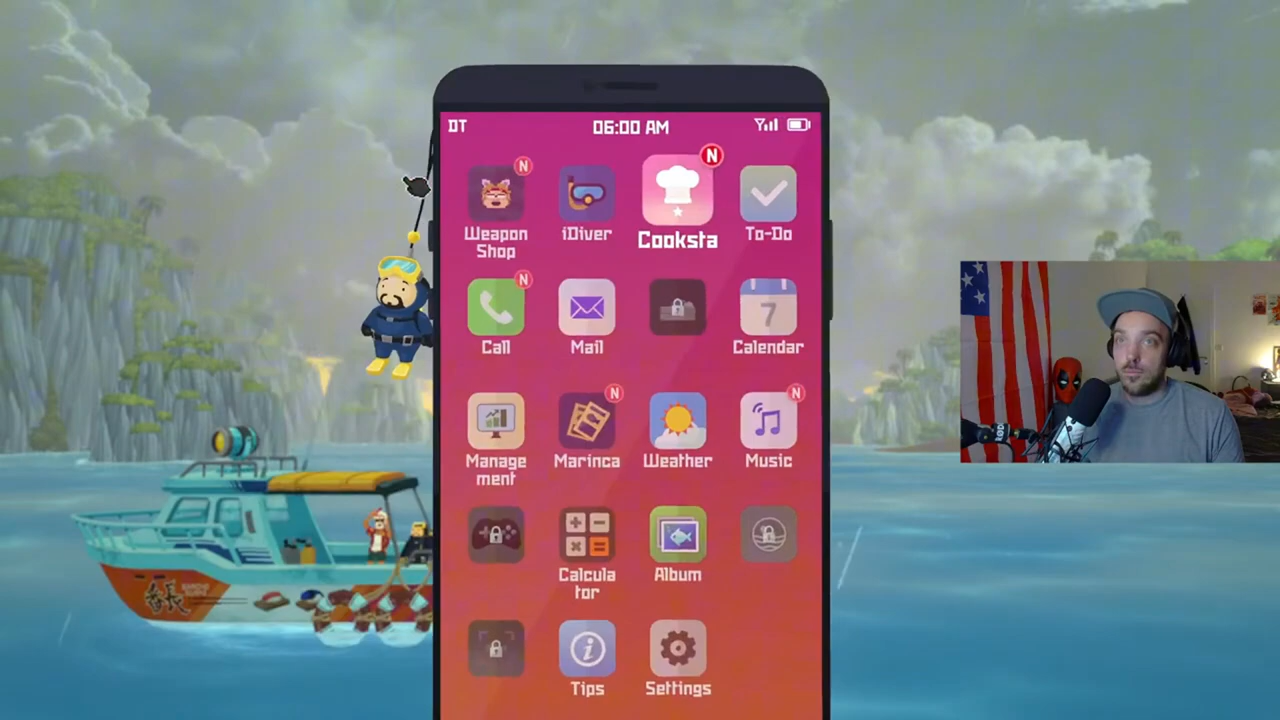 DT
06:00 AM
N
N
Weapon
Shop
iDiver
Cooksta
To-Do
N
7
Call
Mail
Calendar
N
N
Manage
ment
Marinca
Weather
Music
Calcula
tor
Album
長
Tips
Settings